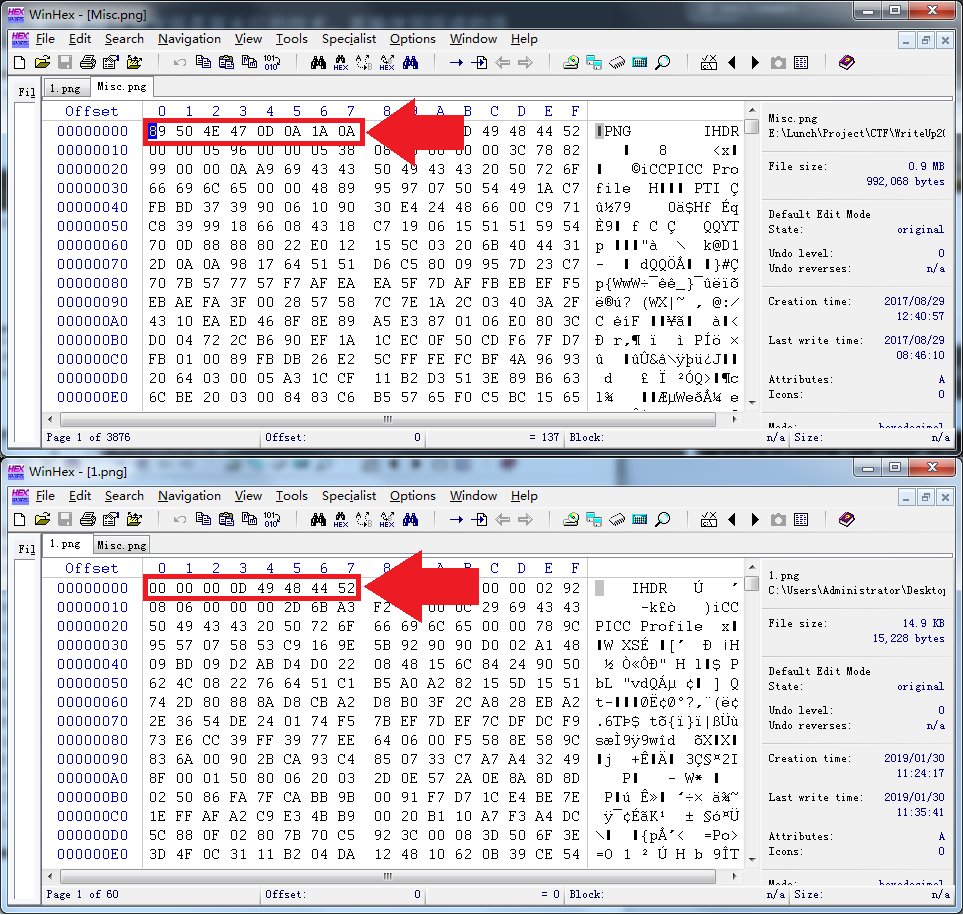 WinHex - [Misc.png]
File Edit Search Navigation View Tools Specialist Options Window Help
Fil 1.png Misc.png
Offset 0 1 2 3 4 5 6 7 8 9 A B C D E F
00000000 89 50 4E 47 0D 0A 1A 0A D 49 48 44 52 PNG IHDR
00000010 00 00 05 96 00 00 05 38 08 00 00 3C 78 82
00000020 99 00 00 0A A9 69 43 43 50 49 43 43 20 50 72 6F ©iCCPICC Pro
00000030 66 69 6C 65 00 00 48 89 95 97 07 50 54 49 1A C7 file H PTI Ç
00000040 FB BD 37 39 90 06 10 90 30 E4 24 48 66 00 C9 71 û½79 0ä$Hf Éq
00000050 C8 39 99 18 66 08 43 18 C7 19 06 15 51 51 59 54 È9 f C Ç QQYT
00000060 70 0D 88 88 80 22 E0 12 15 5C 03 20 6B 40 44 31 p "à \ k@D1
00000070 2D 0A 0A 98 17 64 51 51 D6 C5 80 09 95 7D 23 C7 - dQQÖÅ }#Ç
00000080 70 7B 57 77 57 F7 AF EA EA 5F 7D AF FB EB EF F5 p{WwW÷¯êê_}¯ûëïõ
00000090 EB AE FA 3F 00 28 57 58 7C 7E 1A 2C 03 40 3A 2F ë®ú? (WX|~ , @:/
000000A0 43 10 EA ED 46 8F 8E 89 A5 E3 87 01 06 E0 80 3C C êíF ¥ã à <
000000B0 D0 04 72 2C B6 90 EF 1A 1C EC 0F 50 CD F6 7F D7 Ð r,¶ ï ì PÍö ×
000000C0 FB 01 00 89 FB DB 26 E2 5C FF FE FC BF 4A 96 93 û ûÛ&â\ÿþü¿J
000000D0 20 64 03 00 05 A3 1C CF 11 B2 D3 51 3E 89 B6 63 d £ Ï ²ÓQ> ¶c
000000E0 6C BE 20 03 00 84 83 C6 B5 57 65 F0 C5 BC 15 65 l¾ ÆµWeðÅ¼ e
Page 1 of 3876 Offset: 0 = 137 Block: n/a Size: n/a
Misc.png
E:\Lunch\Project\CTF\WriteUp20
File size: 0.9 MB
992,068 bytes
Default Edit Mode
State: original
Undo level: 0
Undo reverses: n/a
Creation time: 2017/08/29
12:40:57
Last write time: 2017/08/29
08:46:10
Attributes: A
Icons: 0
Mode: hexadecimal
WinHex - [1.png]
File Edit Search Navigation View Tools Specialist Options Window Help
Fil 1.png Misc.png
Offset 0 1 2 3 4 5 6 7 8 9 A B C D E F
00000000 00 00 00 0D 49 48 44 52 00 00 02 92 IHDR Ú ´
00000010 08 06 00 00 00 2D 6B A3 F2 00 00 0C 29 69 43 43 -k£ò )iCC
00000020 50 49 43 43 20 50 72 6F 66 69 6C 65 00 00 78 9C PICC Profile x
00000030 95 57 07 58 53 C9 16 9E 5B 92 90 90 D0 02 A1 48 W XSÉ [´ Ð ¡H
00000040 09 BD 09 D2 AB D4 D0 22 08 48 15 6C 84 24 90 50 ½ Ò«ÔÐ" H l $ P
00000050 62 4C 08 22 76 64 51 C1 B5 A0 A2 82 15 5D 15 51 bL "vdQÁµ ¢ ] Q
00000060 74 2D 80 88 8A D8 CB A2 D8 B0 3F 2C A8 28 EB A2 t-
00000070 2E 36 54 DE 24 01 74 F5 7B EF 7D EF 7C DF DC F9 .6TÞ$ tõ{ï}ï|ßÜù
00000080 73 E6 CC 39 FF 39 77 EE 64 06 00 F5 58 8E 58 9C sæÌ9ÿ9wîd õX X
00000090 83 6A 00 90 2B CA 93 C4 85 07 33 C7 A7 A4 32 49 j +Ê Ä 3Ç§¤2I
000000A0 8F 00 01 50 80 06 20 03 2D 0E 57 2A 0E 8A 8D 8D P - W*
000000B0 02 50 86 FA 7F CA BB 9B 00 91 F7 D7 1C E4 BE 7E P ú Ê» ÷× ä¾~
000000C0 1E FF AF A2 C9 E3 4B B9 00 20 B1 10 A7 F3 A4 DC ÿ¯¢ÉãK¹ ± §ó¤Ü
000000D0 5C 88 0F 02 80 7B 70 C5 92 3C 00 08 3D 50 6F 3E \ {pÅ´< =Po>
000000E0 3D 4F 0C 31 11 B2 04 DA 12 48 10 62 0B 39 CE 54 =O 1 ² Ú H b 9ÎT
Page 1 of 60 Offset: 0 = 0 Block: n/a Size: n/a
1.png
C:\Users\Administrator\Desktop
File size: 14.9 KB
15,228 bytes
Default Edit Mode
State: original
Undo level: 0
Undo reverses: n/a
Creation time: 2019/01/30
11:24:17
Last write time: 2019/01/30
11:35:41
Attributes: A
Icons: 0
Mode: hexadecimal